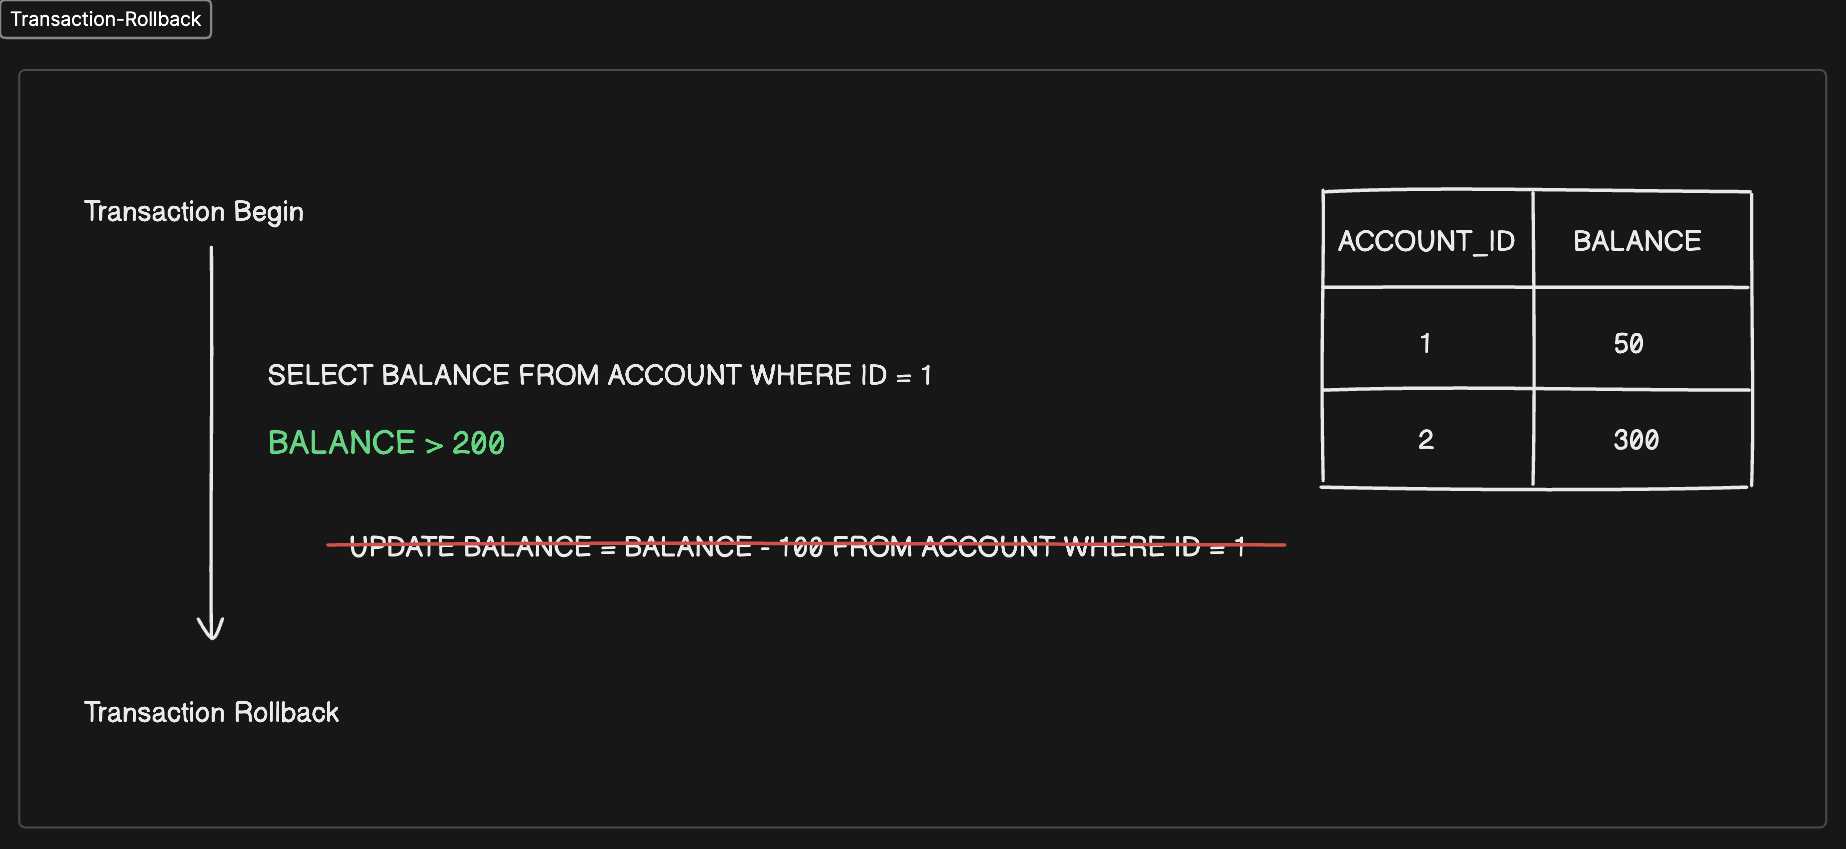 Transaction-Rollback
Transaction Begin
SELECT BALANCE FROM ACCOUNT WHERE ID = 1
BALANCE > 200
UPDATE BALANCE = BALANCE - 100 FROM ACCOUNT WHERE ID = 1
Transaction Rollback
ACCOUNT_ID BALANCE
1 50
2 300